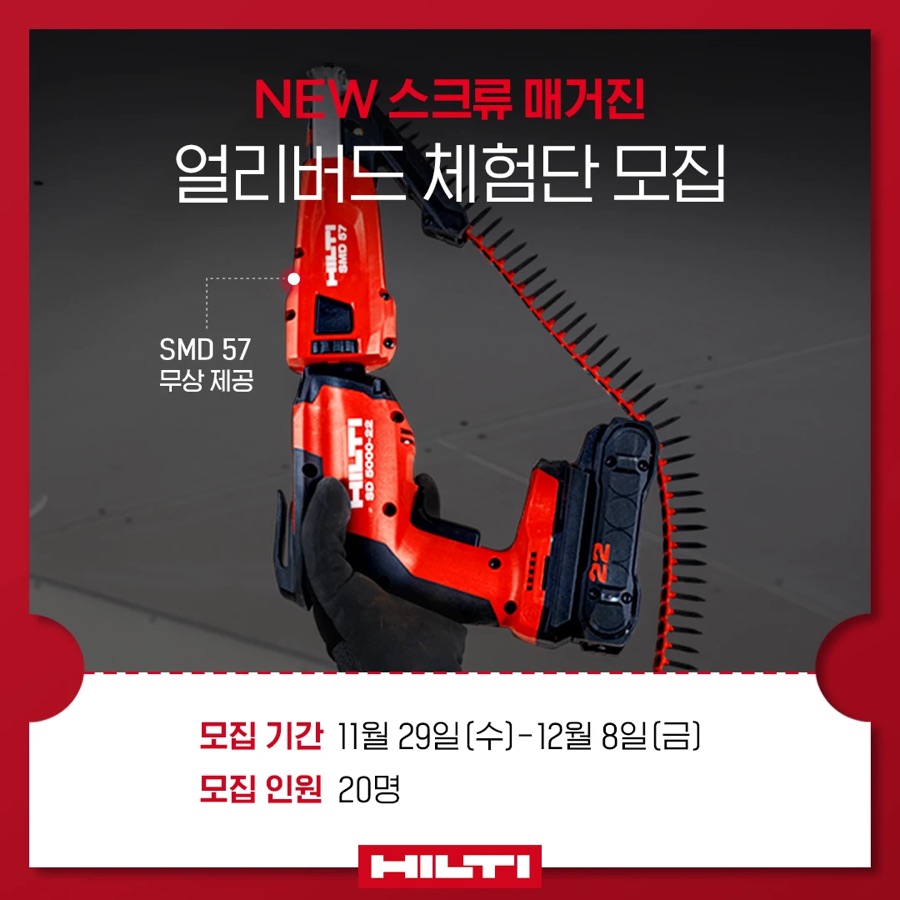 NEW 스크류 매거진
얼리버드 체험단 모집
HILTI
SMD 57
SMD 57
무상 제공
HILTI
SD 5000-22
22
모집 기간 11월 29일(수)-12월 8일(금)
모집 인원 20명
HILTI